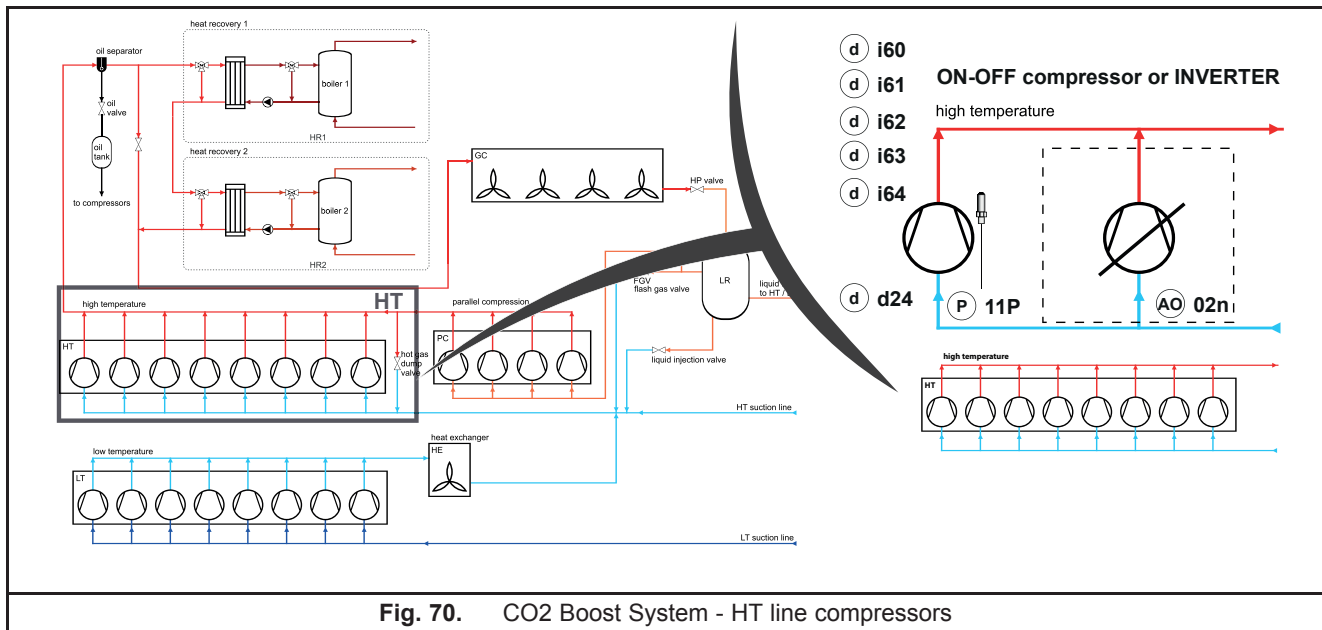 heat recovery 1
oil separator
oil
valve
oil
tank
to compressors
boiler 1
HR1
heat recovery 2
boiler 2
HR2
GC
HP valve
LR
FGV
flash gas valve
liquid
to HT /
parallel compression
PC
liquid injection valve
high temperature
HT
HT
hot gas
dump
valve
HT suction line
heat exchanger
HE
low temperature
LT
LT suction line
d i60
d i61
d i62
d i63
d i64
d d24
ON-OFF compressor or INVERTER
high temperature
P 11P
AO 02n
high temperature
HT
Fig. 70. CO2 Boost System - HT line compressors